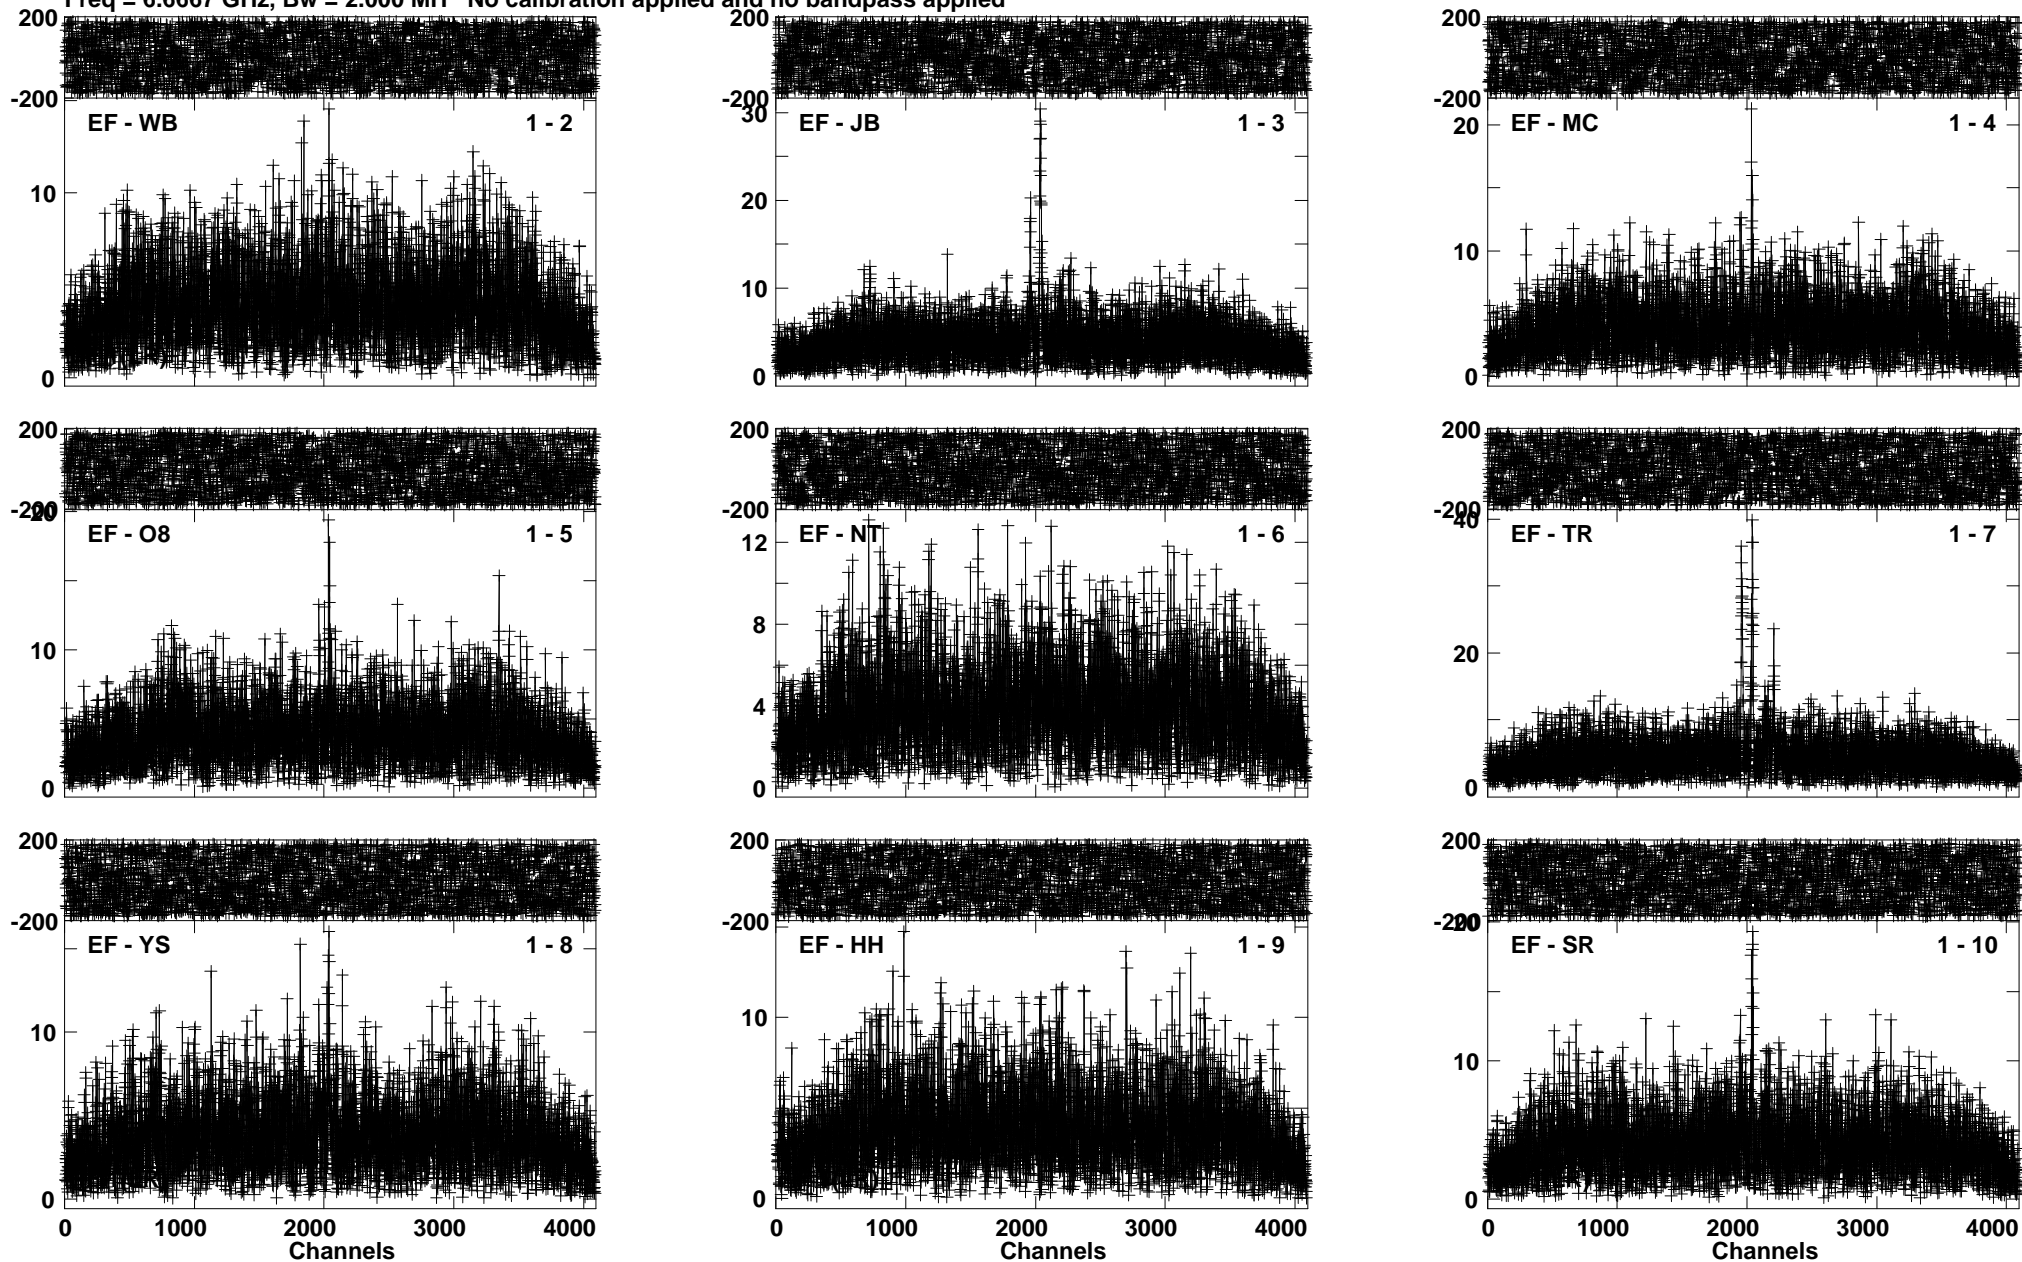 Freq = 6.6667 GHz, Bw = 2.000 MH No calibration applied and no bandpass applied
200 200 200
-200 -200 -200
EF - WB 1 - 2 EF - JB 1 - 3 EF - MC 1 - 4
30 20
10 20 10
10
0 0 0
200 200 200
-200 -200 -200
20 40
EF - O8 1 - 5 EF - NT 1 - 6 EF - TR 1 - 7
12
10 8 20
4
0 0 0
200 200 200
-200 -200 -200
20
EF - YS 1 - 8 EF - HH 1 - 9 EF - SR 1 - 10
10 10 10
0 0 0
0 1000 2000 3000 4000 0 1000 2000 3000 4000 0 1000 2000 3000 4000
Channels Channels Channels